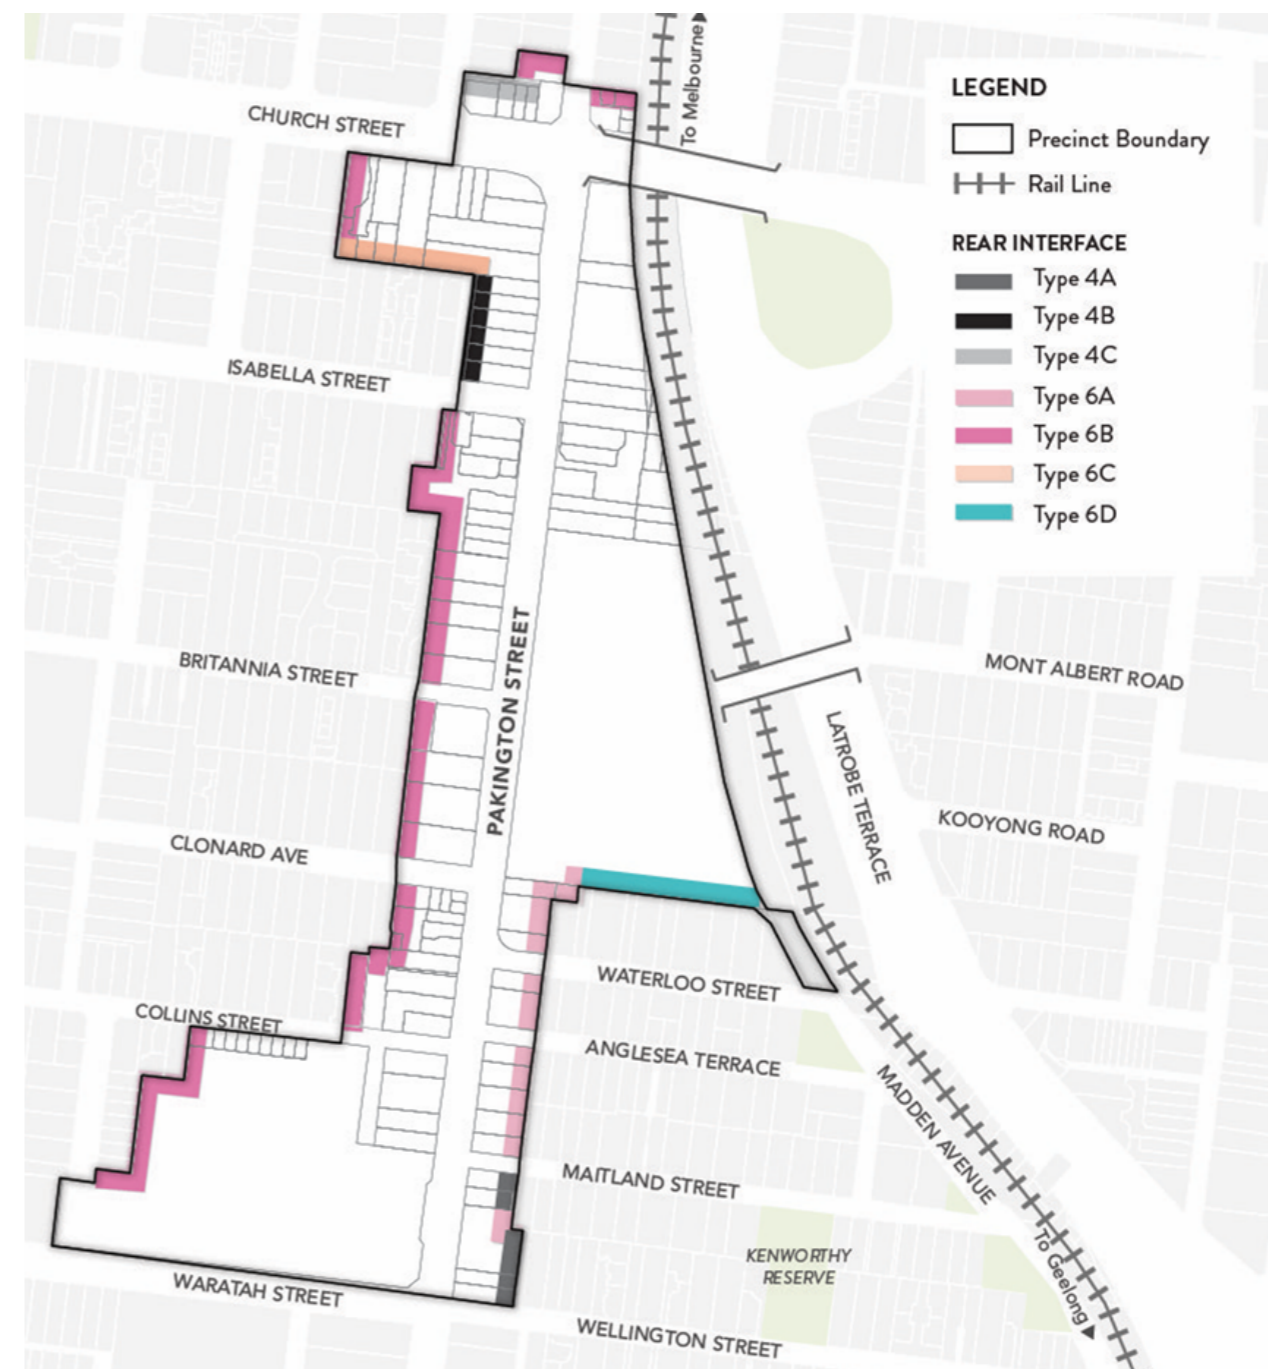 To Melbourne
LEGEND
Precinct Boundary
Rail Line
REAR INTERFACE
Type 4A
Type 4B
Type 4C
Type 6A
Type 6B
Type 6C
Type 6D
CHURCH STREET
ISABELLA STREET
BRITANNIA STREET
PAKINGTON STREET
MONT ALBERT ROAD
LATROBE TERRACE
KOOYONG ROAD
CLONARD AVE
WATERLOO STREET
COLLINS STREET
ANGLESEA TERRACE
MADDEN AVENUE
MAITLAND STREET
KENWORTHY
RESERVE
To Geelong
WARATAH STREET
WELLINGTON STREET